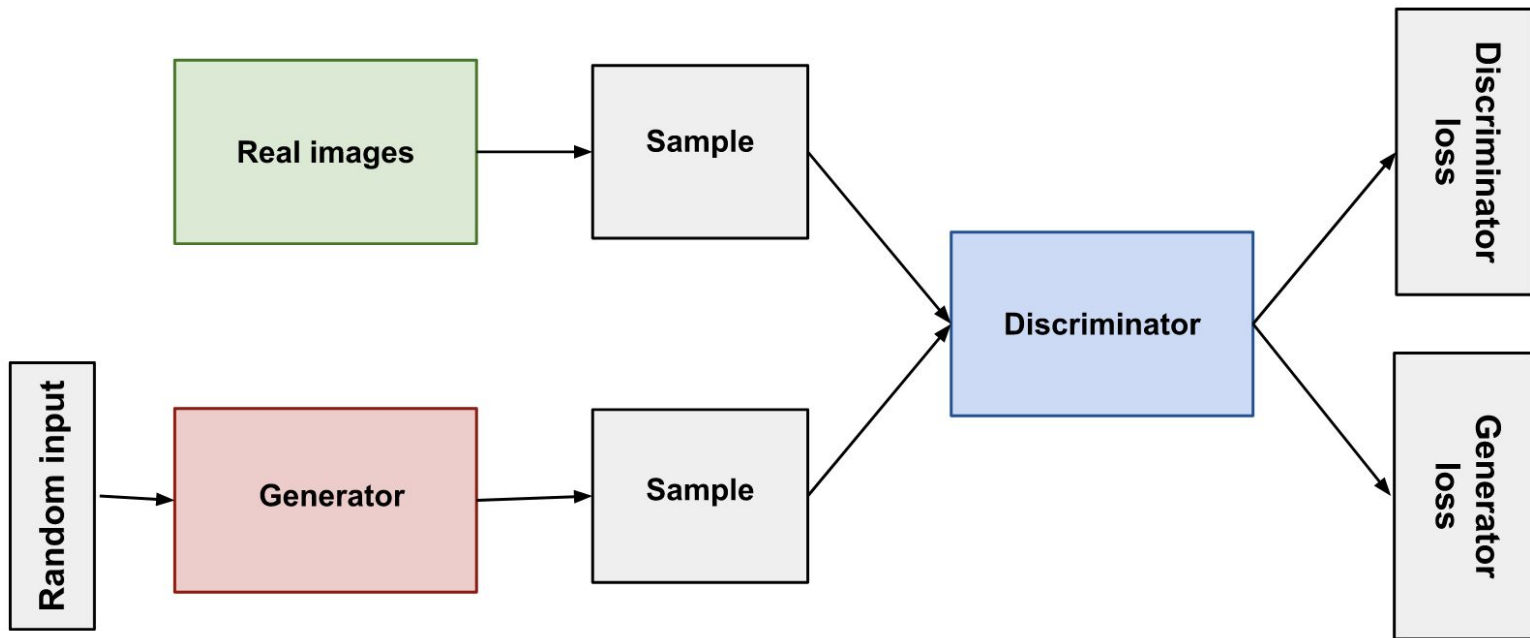 Real images
Sample
Discriminator
loss
Discriminator
Random input
Generator
Sample
Generator
loss